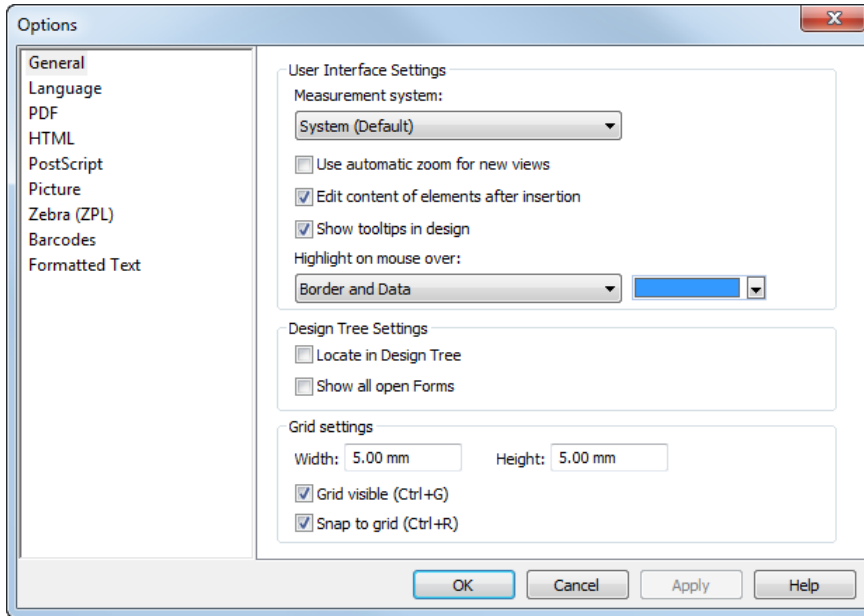 Options
General
Language
PDF
HTML
PostScript
Picture
Zebra (ZPL)
Barcodes
Formatted Text
User Interface Settings
Measurement system:
System (Default)
Use automatic zoom for new views
Edit content of elements after insertion
Show tooltips in design
Highlight on mouse over:
Border and Data
Design Tree Settings
Locate in Design Tree
Show all open Forms
Grid settings
Width: 5.00 mm Height: 5.00 mm
Grid visible (Ctrl+G)
Snap to grid (Ctrl+R)
OK Cancel Apply Help